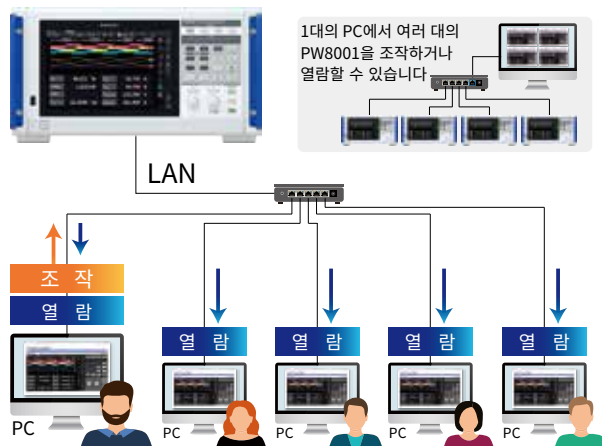 1대의 PC에서 여러 대의
PW8001을 조작하거나
열람할 수 있습니다
LAN
조 작
열 람
열 람
열 람
열 람
열 람
PC
PC
PC
PC
PC